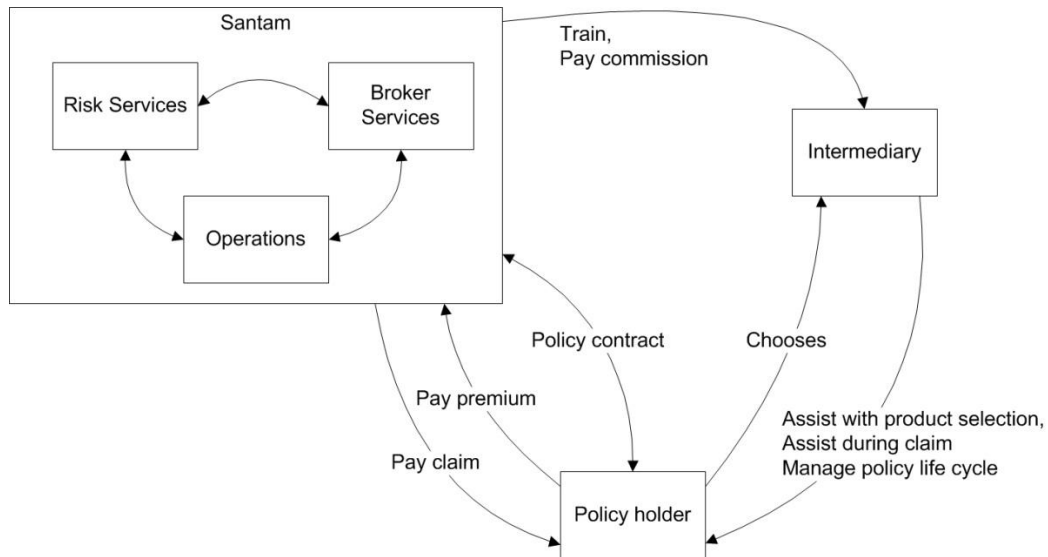 Santam
Train,
Pay commission
Risk Services
Broker
Services
Intermediary
Operations
Policy contract
Chooses
Pay premium
Pay claim
Assist with product selection,
Assist during claim
Manage policy life cycle
Policy holder